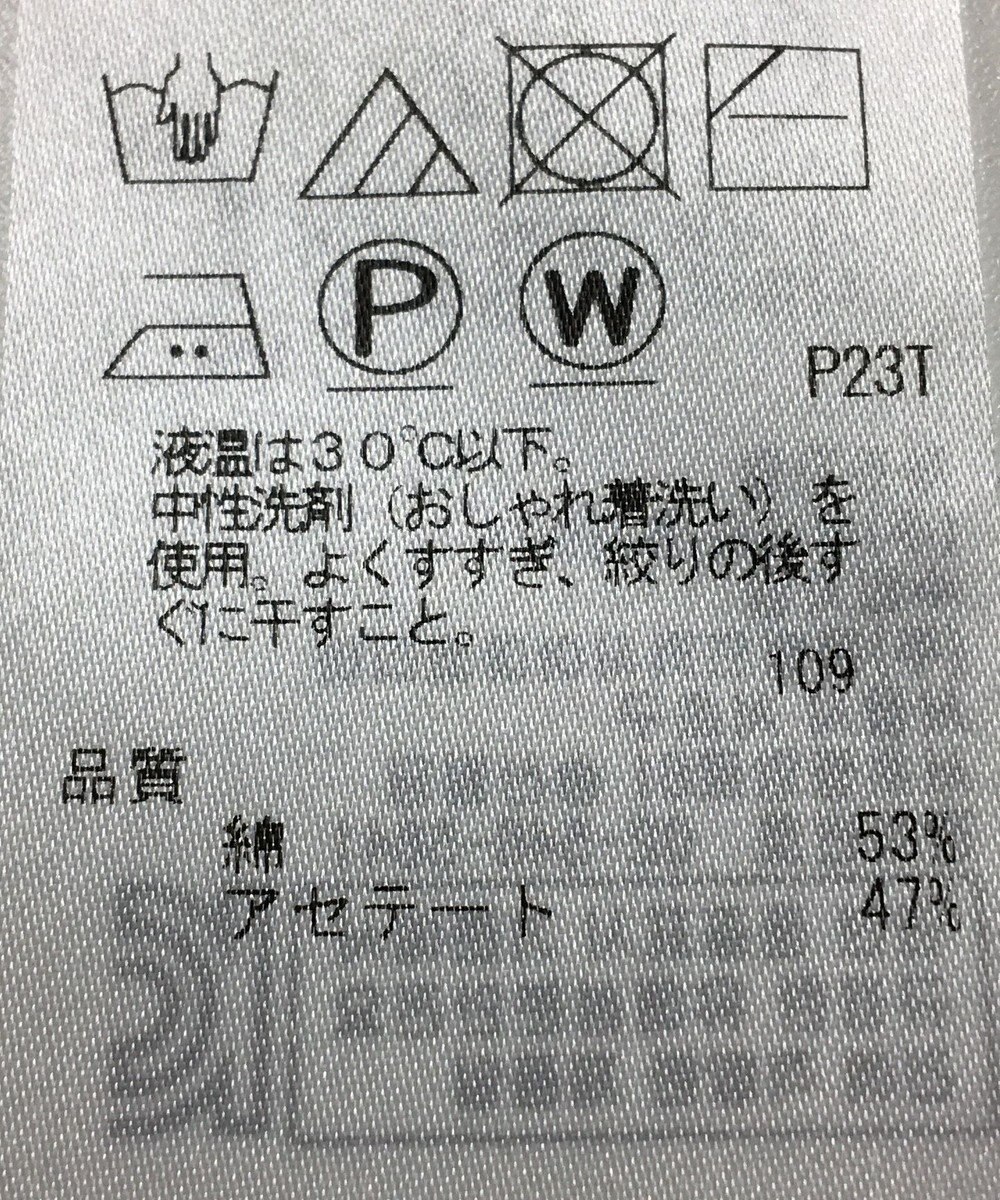 P
W
P23T
液温は30℃以下。
中性洗剤（おしゃれ着洗い）を
使用。よくすすぎ、絞りの後す
ぐに干すこと。
109
品質
綿 53%
アセテート 47%